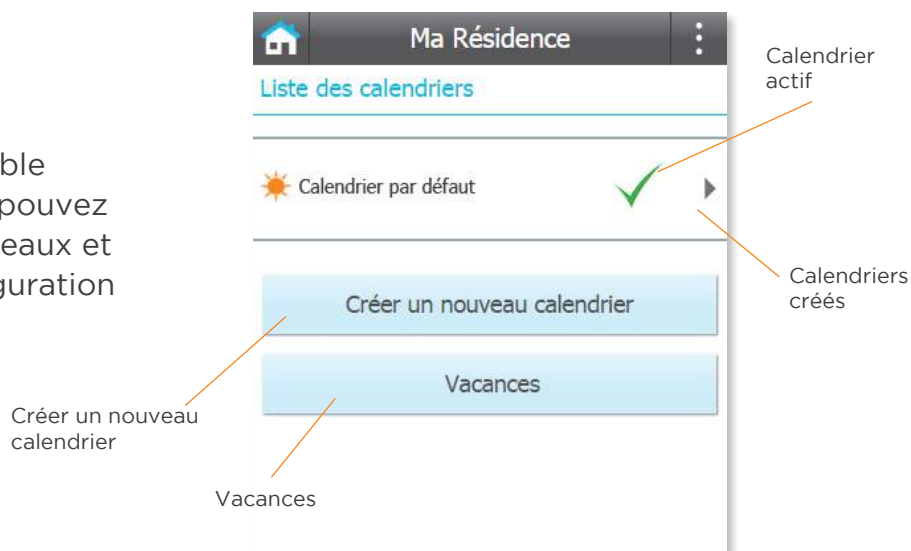 Ma Résidence
Calendrier
actif
Liste des calendriers
ble
pouvez
eaux et
guration
Calendrier par défaut
Calendriers
créés
Créer un nouveau calendrier
Vacances
Créer un nouveau
calendrier
Vacances